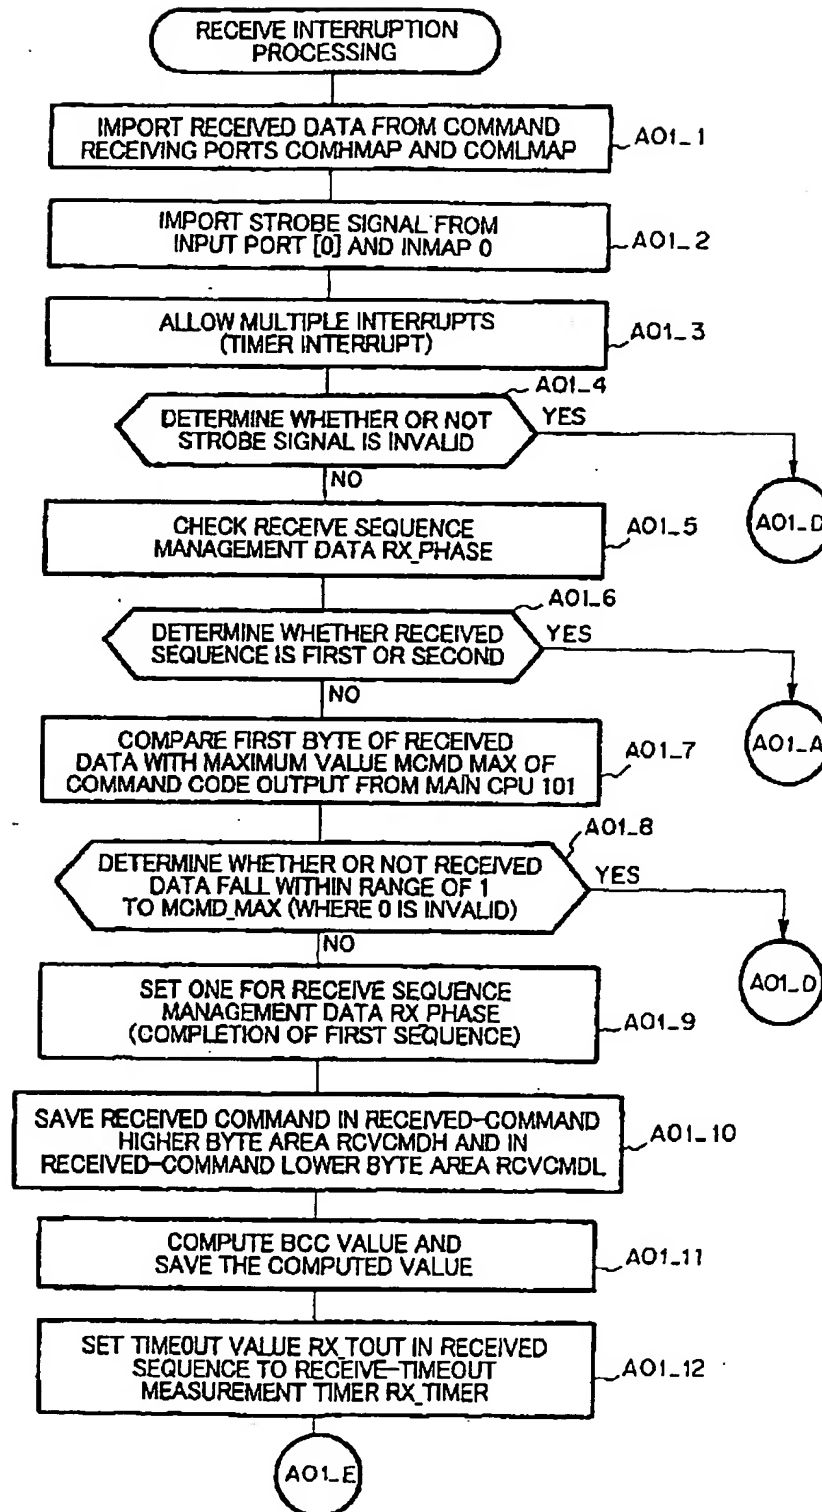 RECEIVE INTERRUPTION
PROCESSING
IMPORT RECEIVED DATA FROM COMMAND
RECEIVING PORTS COMHMAP AND COMLMAP
A01_1
IMPORT STROBE SIGNAL FROM
INPUT PORT [0] AND INMAP 0
A01_2
ALLOW MULTIPLE INTERRUPTS
(TIMER INTERRUPT)
A01_3
A01_4
DETERMINE WHETHER OR NOT
STROBE SIGNAL IS INVALID
YES
NO
A01_D
CHECK RECEIVE SEQUENCE
MANAGEMENT DATA RX_PHASE
A01_5
A01_6
DETERMINE WHETHER RECEIVED
SEQUENCE IS FIRST OR SECOND
YES
NO
A01_A
COMPARE FIRST BYTE OF RECEIVED
DATA WITH MAXIMUM VALUE MCMD MAX OF
COMMAND CODE OUTPUT FROM MAIN CPU 101
A01_7
A01_8
DETERMINE WHETHER OR NOT RECEIVED
DATA FALL WITHIN RANGE OF 1
TO MCMD_MAX (WHERE 0 IS INVALID)
YES
NO
A01_D
SET ONE FOR RECEIVE SEQUENCE
MANAGEMENT DATA RX_PHASE
(COMPLETION OF FIRST SEQUENCE)
A01_9
SAVE RECEIVED COMMAND IN RECEIVED-COMMAND
HIGHER BYTE AREA RCVCMDH AND IN
RECEIVED-COMMAND LOWER BYTE AREA RCVCMDL
A01_10
COMPUTE BCC VALUE AND
SAVE THE COMPUTED VALUE
A01_11
SET TIMEOUT VALUE RX_TOUT IN RECEIVED
SEQUENCE TO RECEIVE-TIMEOUT
MEASUREMENT TIMER RX_TIMER
A01_12
A01_E